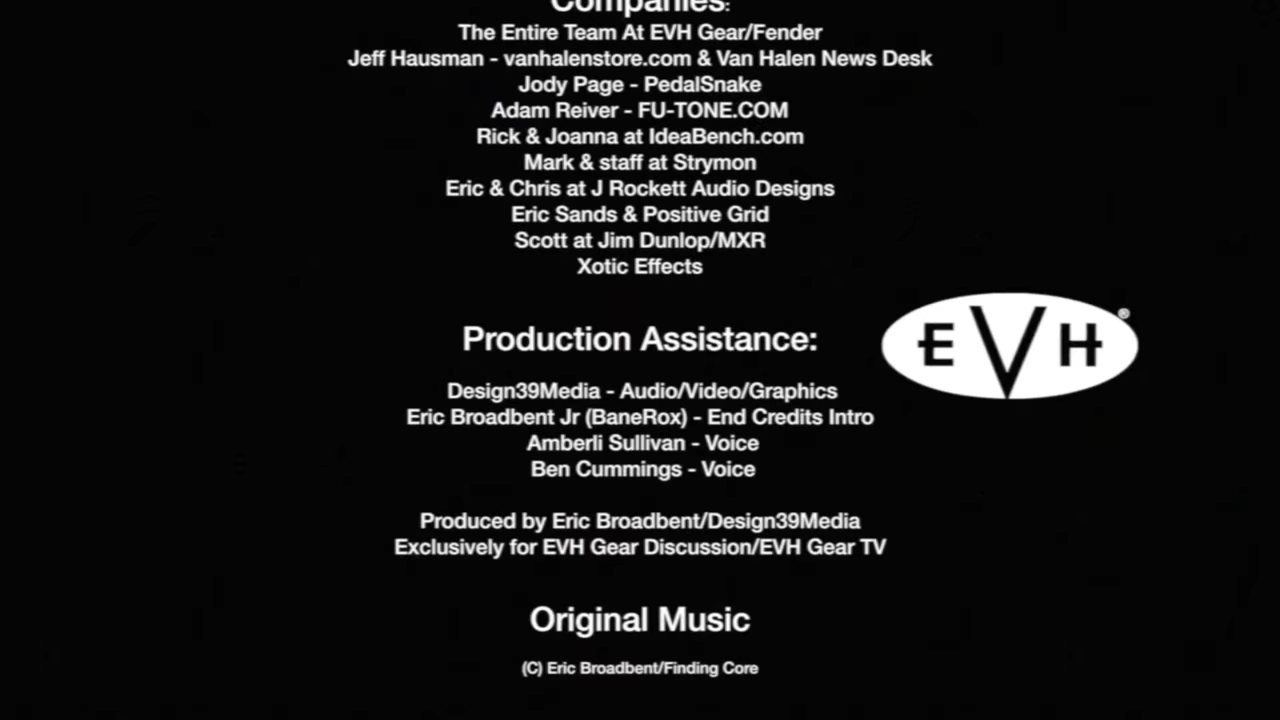 Companies:
The Entire Team At EVH Gear/Fender
Jeff Hausman - vanhalenstore.com & Van Halen News Desk
Jody Page - PedalSnake
Adam Reiver - FU-TONE.COM
Rick & Joanna at IdeaBench.com
Mark & staff at Strymon
Eric & Chris at J Rockett Audio Designs
Eric Sands & Positive Grid
Scott at Jim Dunlop/MXR
Xotic Effects
Production Assistance:
EVH®
Design39Media - Audio/Video/Graphics
Eric Broadbent Jr (BaneRox) - End Credits Intro
Amberli Sullivan - Voice
Ben Cummings - Voice
Produced by Eric Broadbent/Design39Media
Exclusively for EVH Gear Discussion/EVH Gear TV
Original Music
(C) Eric Broadbent/Finding Core